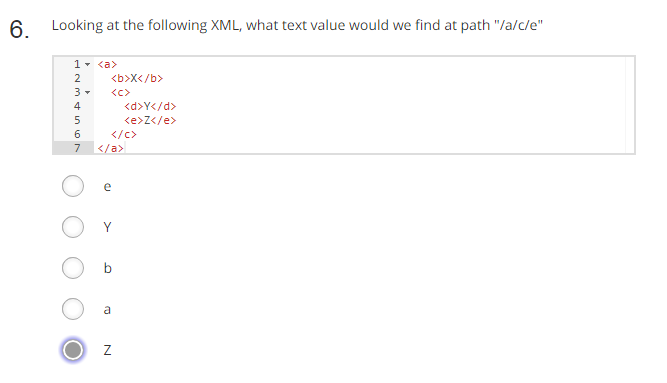 6. Looking at the following XML, what text value would we find at path "/a/c/e"
1 <a>
2 <b>X</b>
3 <c>
4 <d>Y</d>
5 <e>Z</e>
6 </c>
7 </a>
e
Y
b
a
Z